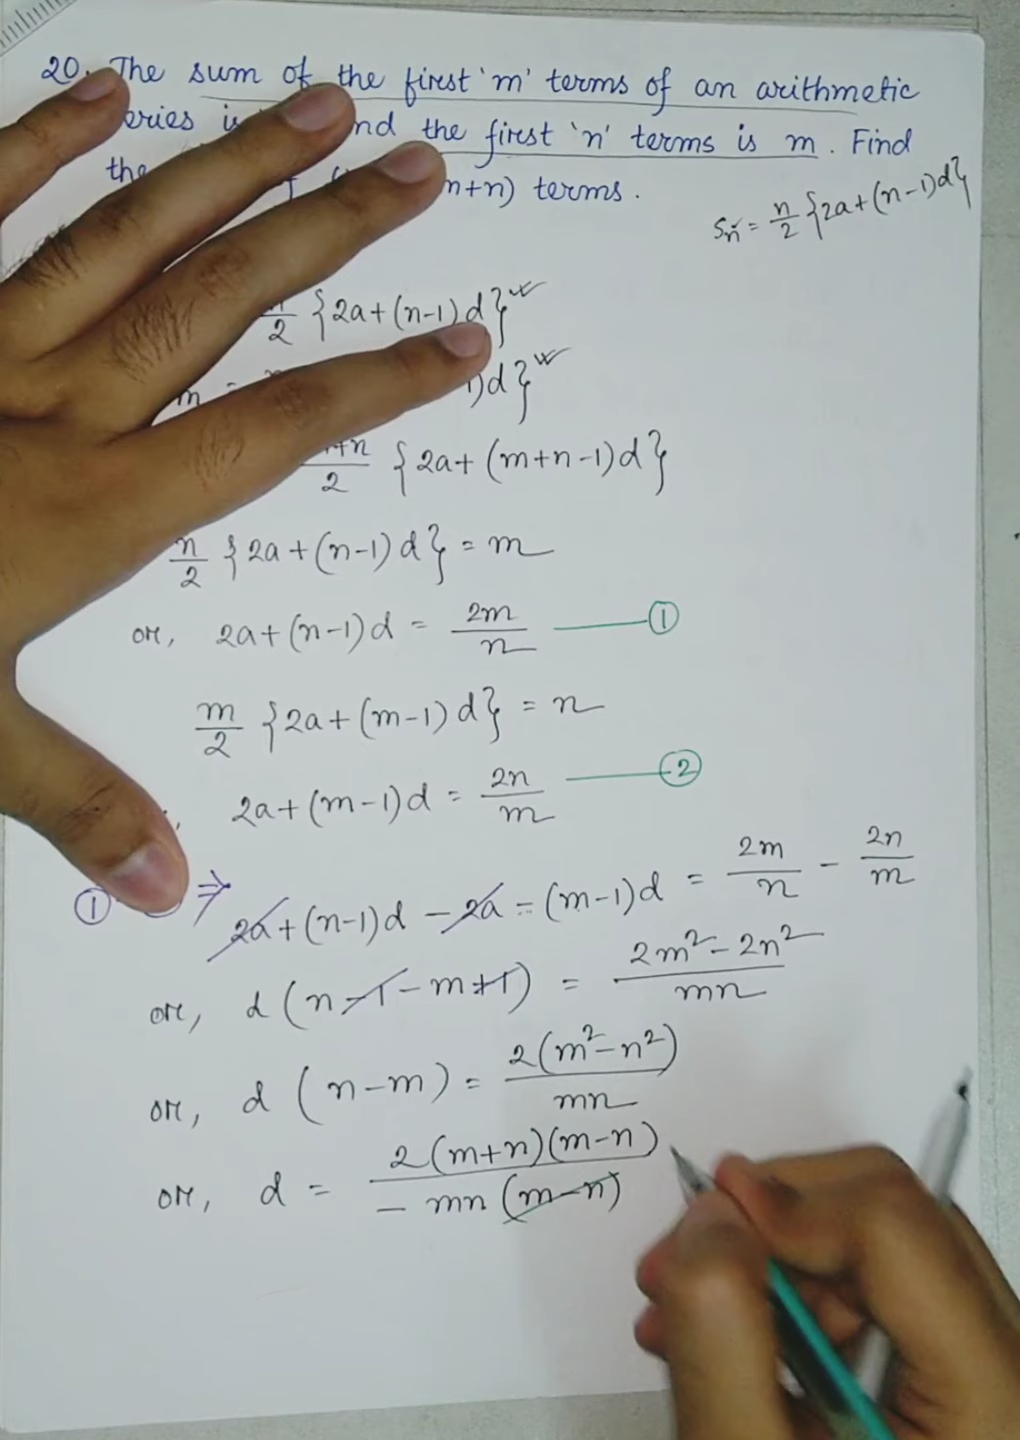 20. The sum of the first 'm' terms of an arithmetic
eries is nd the first 'n' terms is m. Find
the m+n) terms.
Sn = n/2 {2a+(n-1)d}
n/2 {2a+(n-1)d}
m = 1)d}
m+n/2 {2a+(m+n-1)d}
n/2 {2a+(n-1)d} = m
or, 2a+(n-1)d = 2m/n ——— ①
m/2 {2a+(m-1)d} = n
2a+(m-1)d = 2n/m ——— ②
① ⇒ 2a+(n-1)d - 2a - (m-1)d = 2m/n - 2n/m
or, d(n-1-m+1) = 2m²-2n²/mn
or, d(n-m) = 2(m²-n²)/mn
or, d = 2(m+n)(m-n)/-mn(m-n)